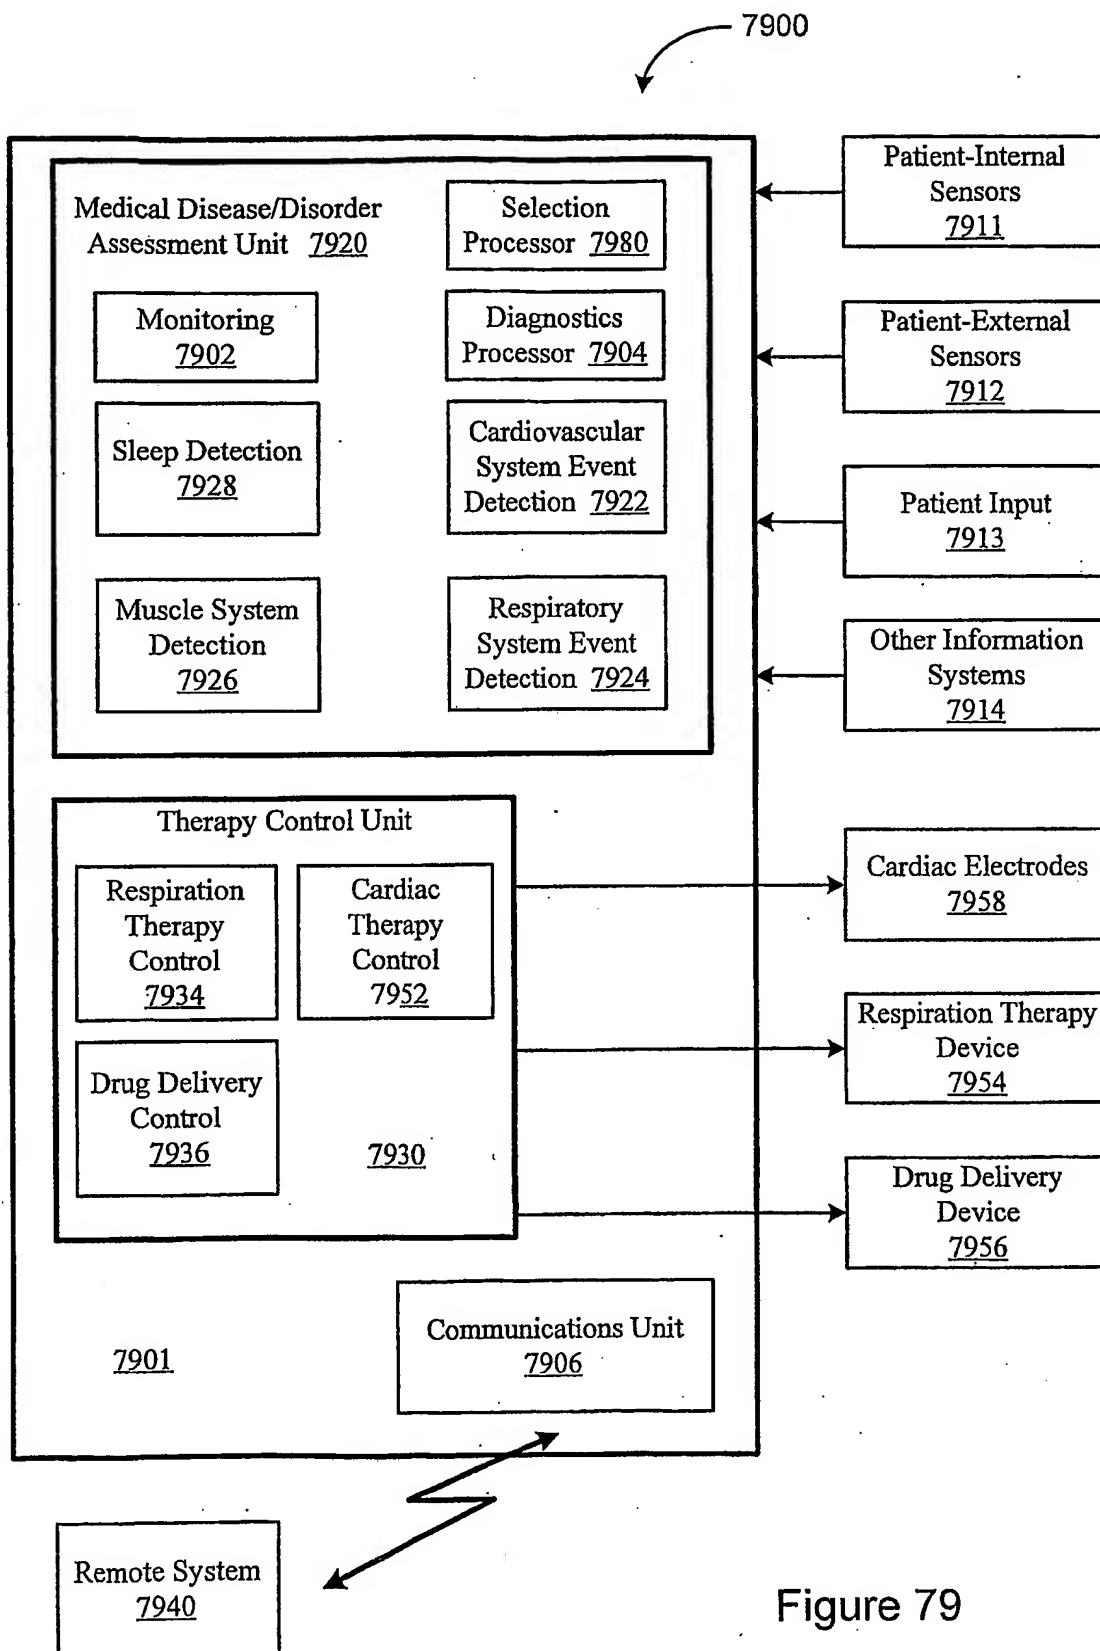 7900
Medical Disease/Disorder
Assessment Unit 7920
Selection
Processor 7980
Monitoring
7902
Diagnostics
Processor 7904
Sleep Detection
7928
Cardiovascular
System Event
Detection 7922
Muscle System
Detection
7926
Respiratory
System Event
Detection 7924
Patient-Internal
Sensors
7911
Patient-External
Sensors
7912
Patient Input
7913
Other Information
Systems
7914
Therapy Control Unit
Respiration
Therapy
Control
7934
Cardiac
Therapy
Control
7952
Drug Delivery
Control
7936
7930
Cardiac Electrodes
7958
Respiration Therapy
Device
7954
Drug Delivery
Device
7956
7901
Communications Unit
7906
Remote System
7940
Figure 79